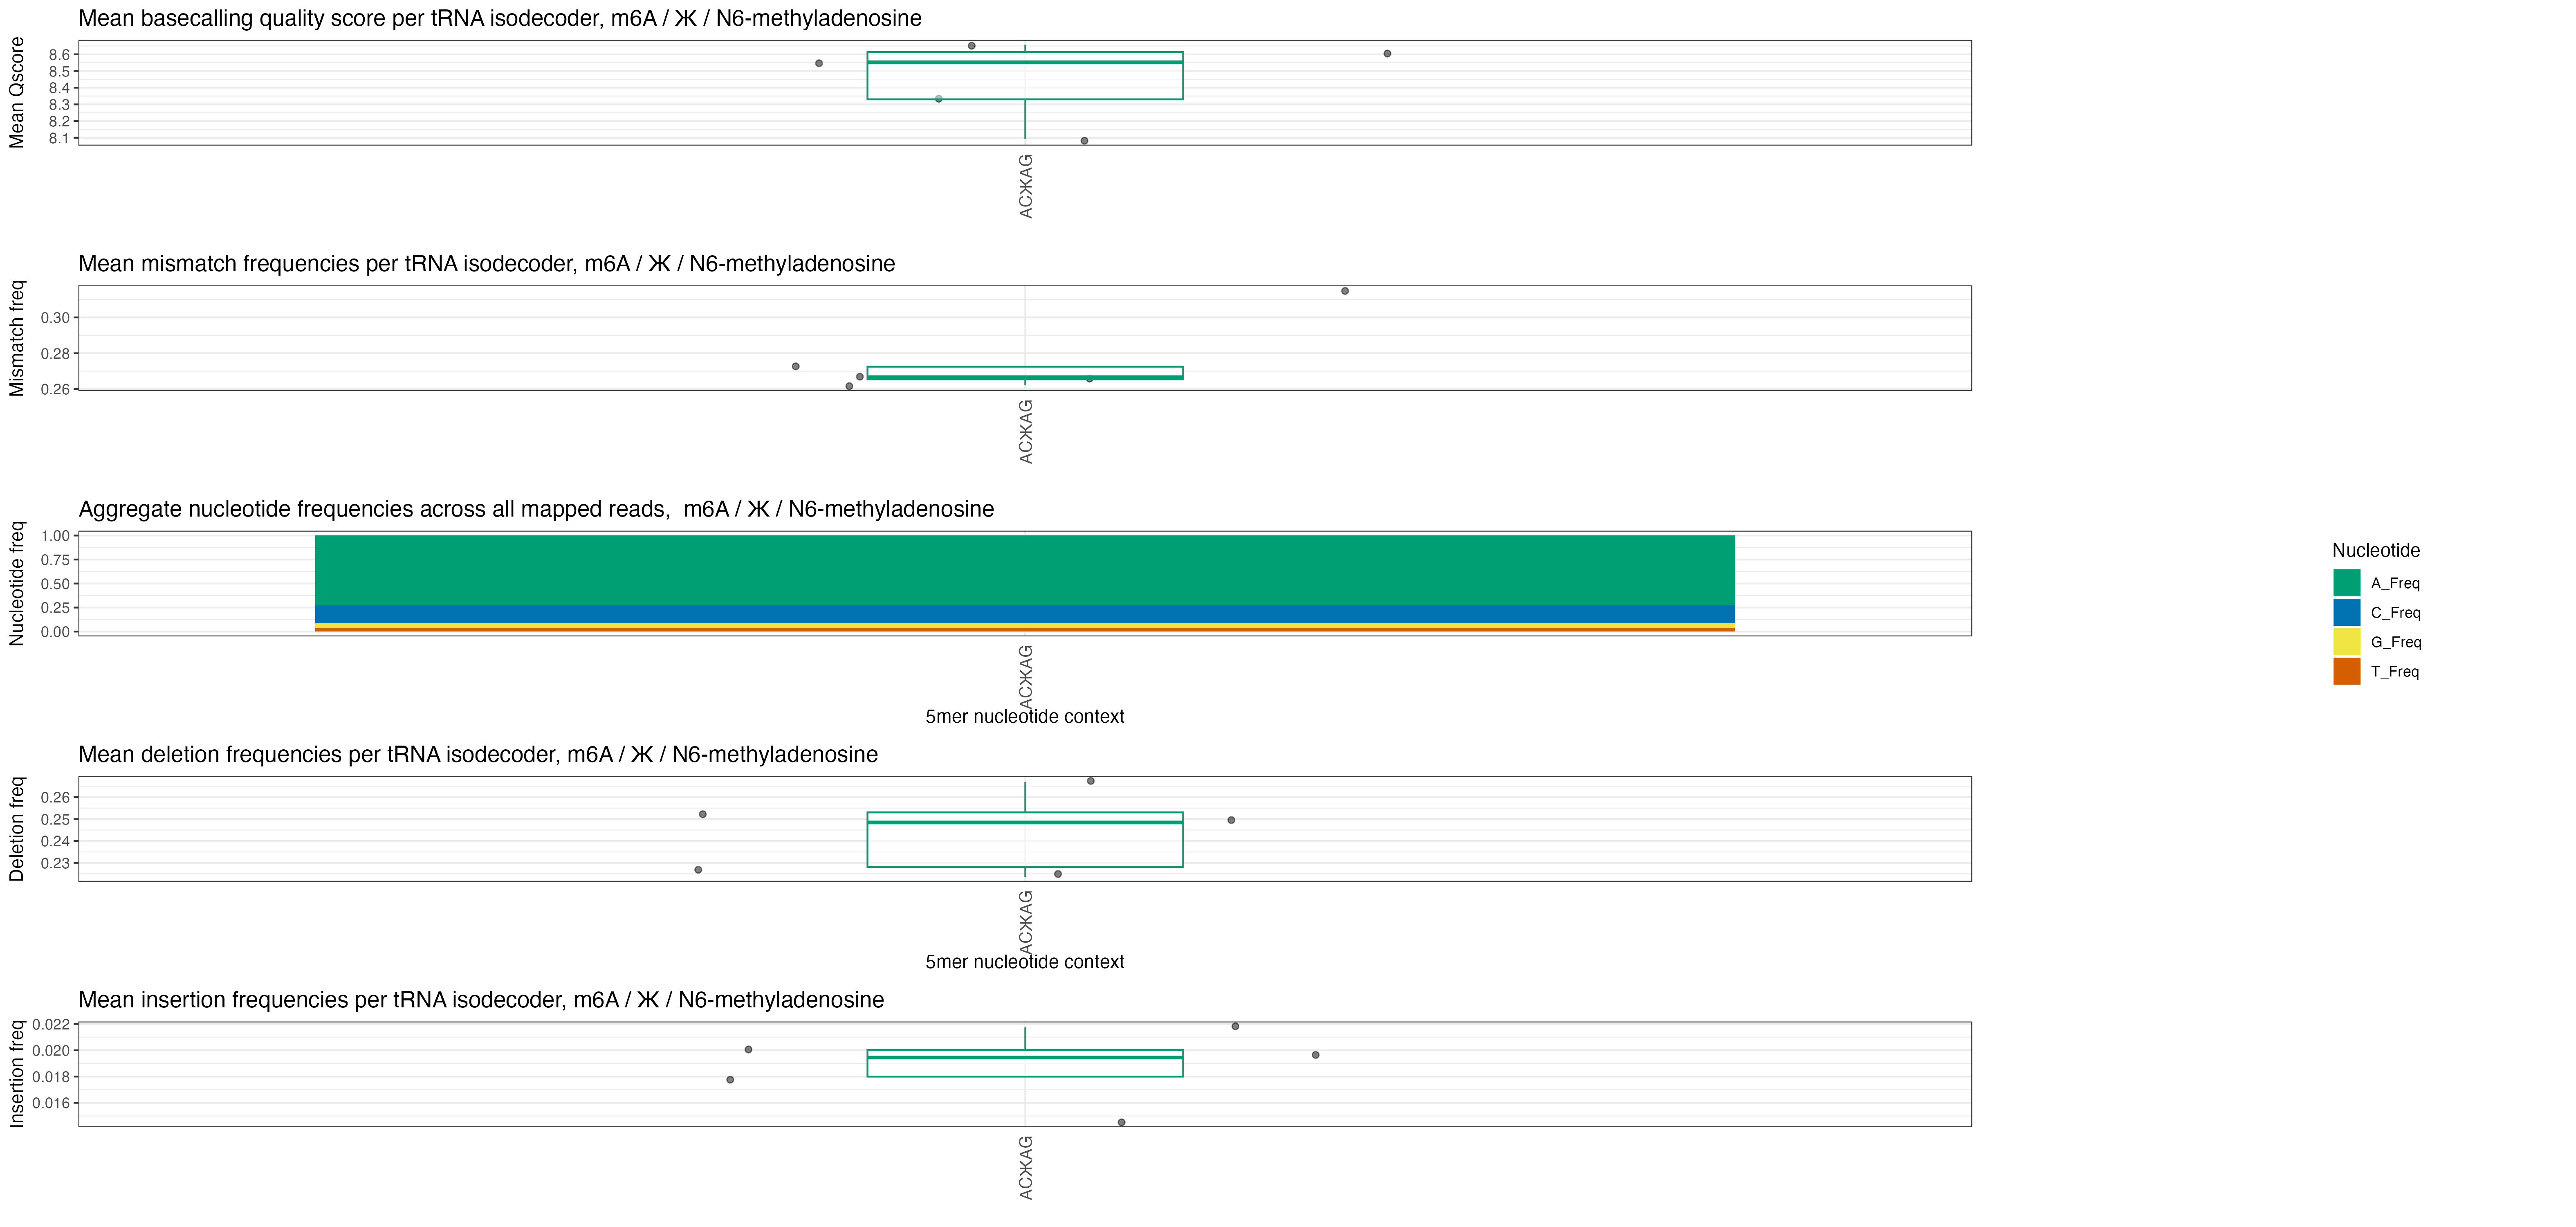 Mean basecalling quality score per tRNA isodecoder, m6A / Ж / N6-methyladenosine
Mean Qscore
8.6
8.5
8.4
8.3
8.2
8.1
ACЖAG
Mean mismatch frequencies per tRNA isodecoder, m6A / Ж / N6-methyladenosine
Mismatch freq
0.30
0.28
0.26
ACЖAG
Aggregate nucleotide frequencies across all mapped reads,  m6A / Ж / N6-methyladenosine
Nucleotide freq
1.00
0.75
0.50
0.25
0.00
ACЖAG
5mer nucleotide context
Nucleotide
A_Freq
C_Freq
G_Freq
T_Freq
Mean deletion frequencies per tRNA isodecoder, m6A / Ж / N6-methyladenosine
Deletion freq
0.26
0.25
0.24
0.23
ACЖAG
5mer nucleotide context
Mean insertion frequencies per tRNA isodecoder, m6A / Ж / N6-methyladenosine
Insertion freq
0.022
0.020
0.018
0.016
ACЖAG